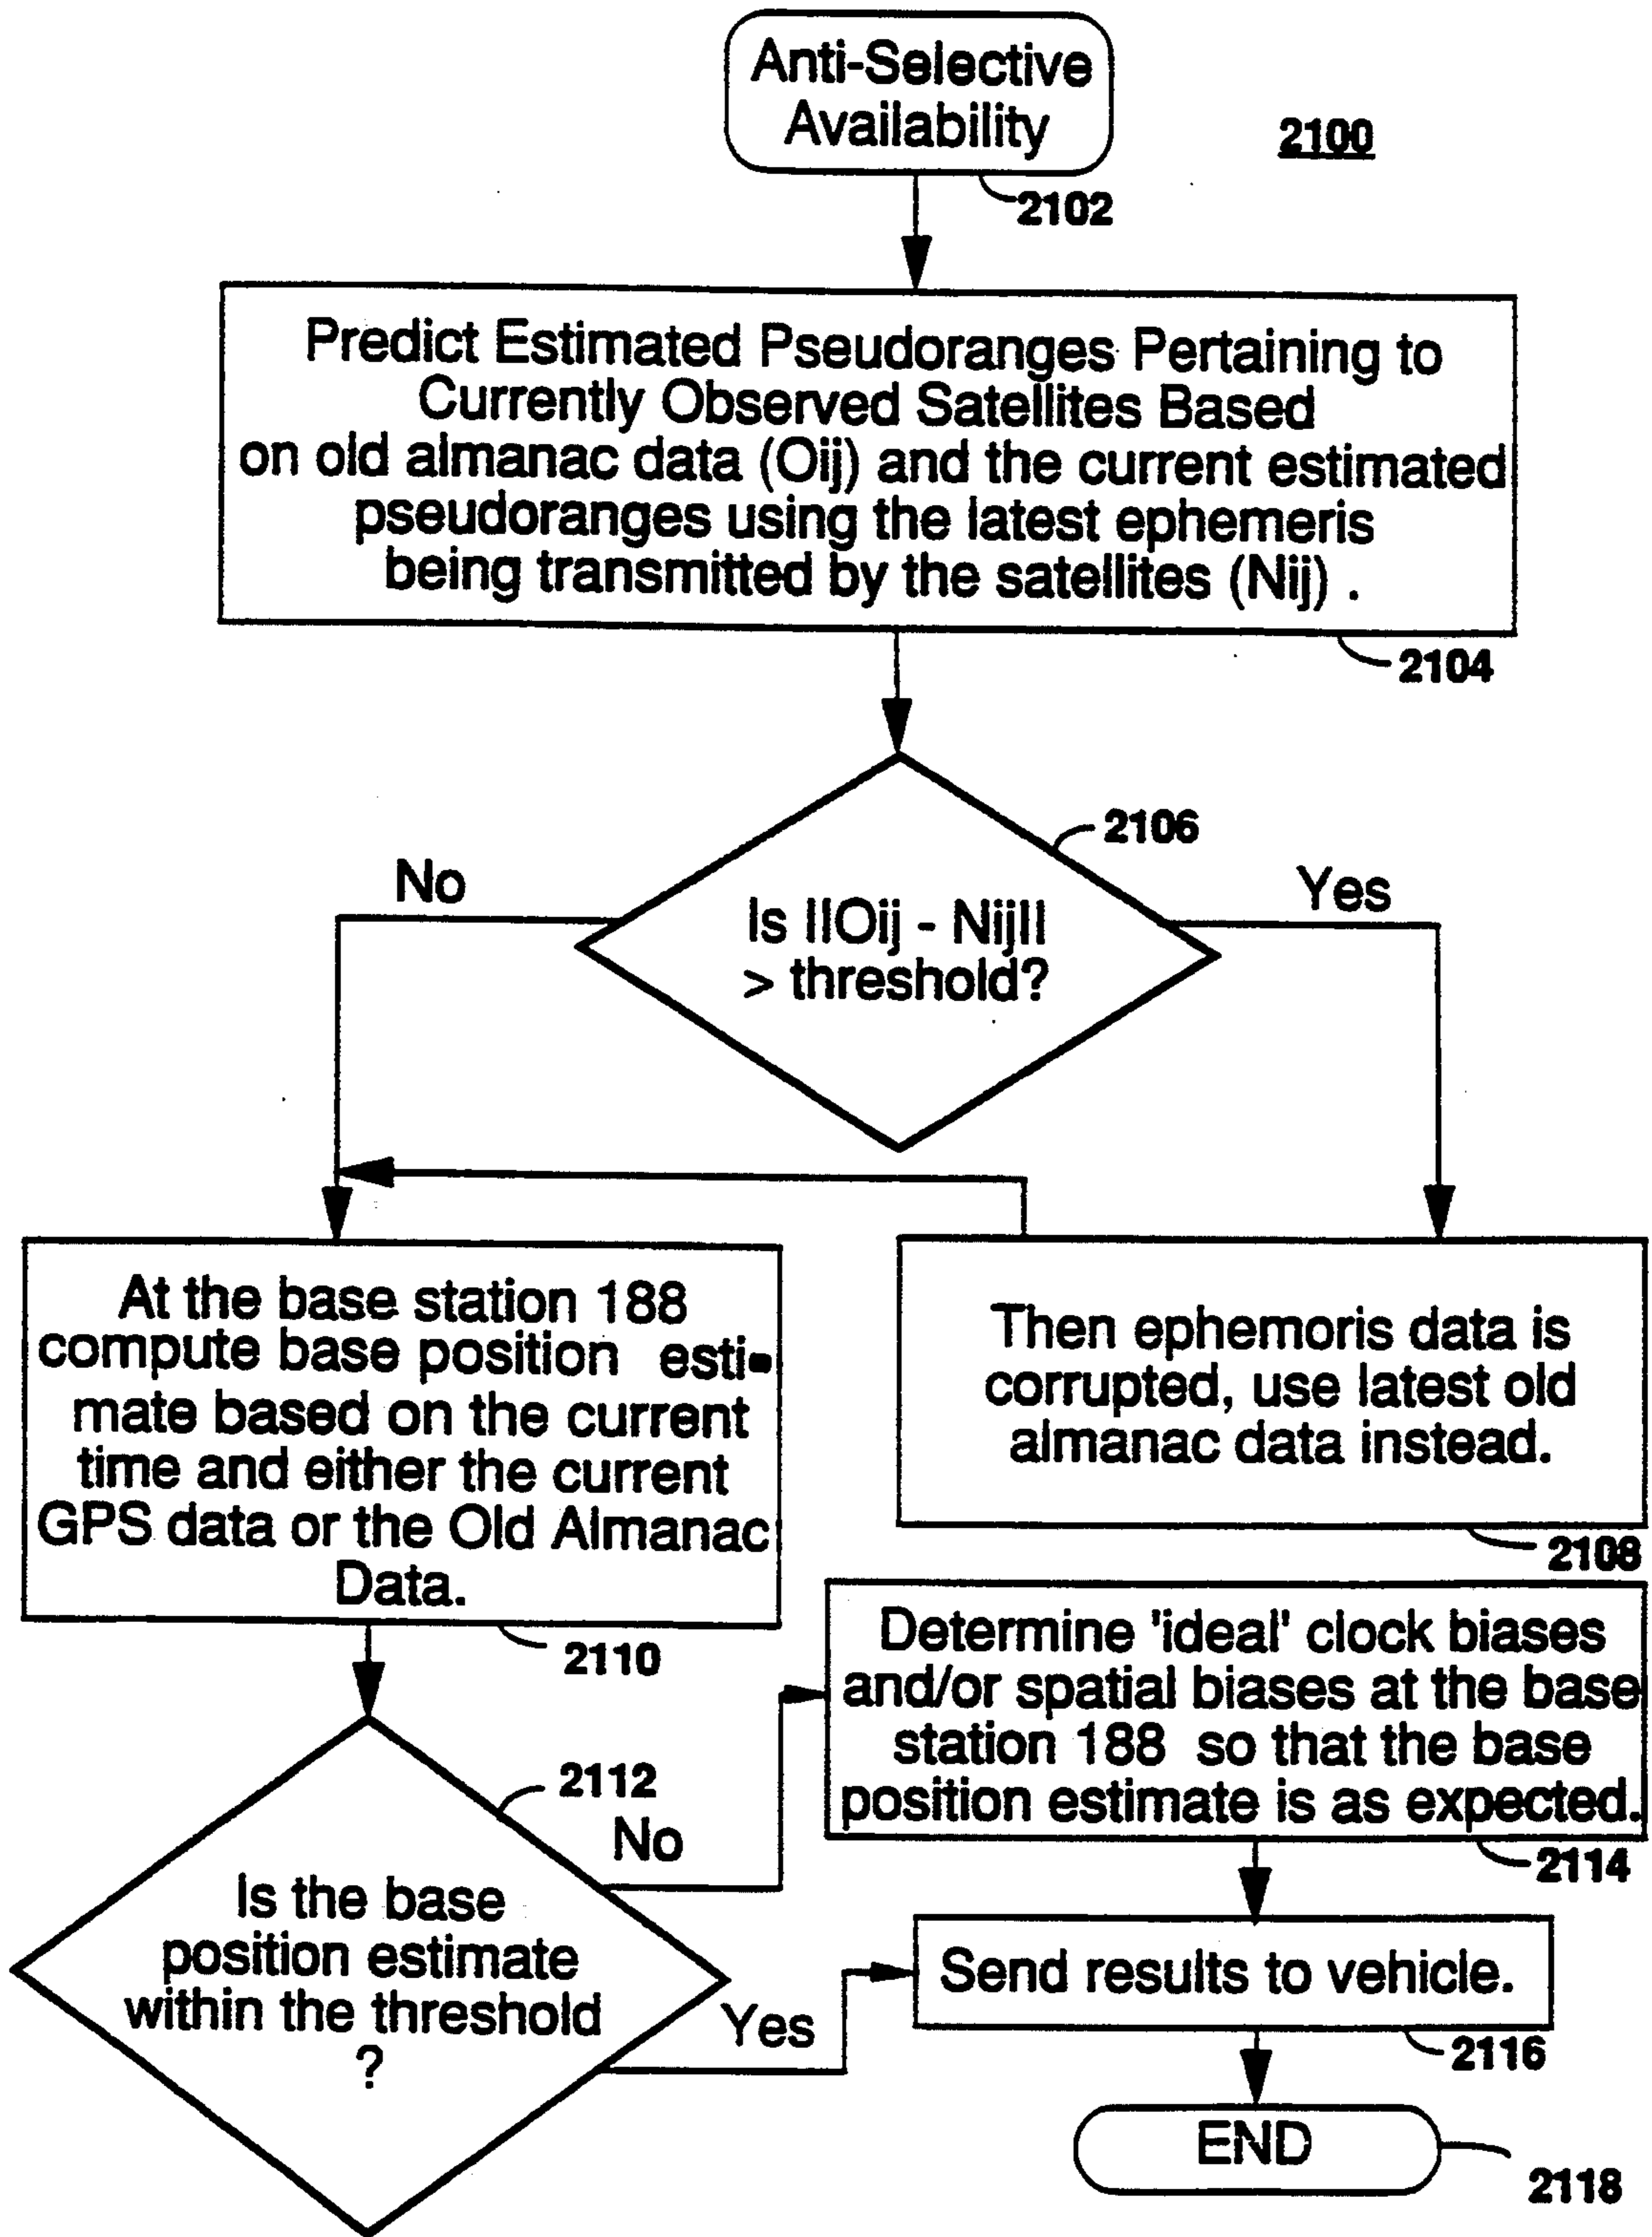 Anti-Selective
Availability
2100
2102
Predict Estimated Pseudoranges Pertaining to
Currently Observed Satellites Based
on old almanac data (Oij) and the current estimated
pseudoranges using the latest ephemeris
being transmitted by the satellites (Nij) .
2104
2106
No
Yes
Is IIOij - NijII
> threshold?
At the base station 188
compute base position esti-
mate based on the current
time and either the current
GPS data or the Old Almanac
Data.
2110
Then ephemoris data is
corrupted, use latest old
almanac data instead.
2108
Determine 'ideal' clock biases
and/or spatial biases at the base
station 188 so that the base
position estimate is as expected.
2114
2112
No
Is the base
position estimate
within the threshold
?
Yes
Send results to vehicle.
2116
END
2118